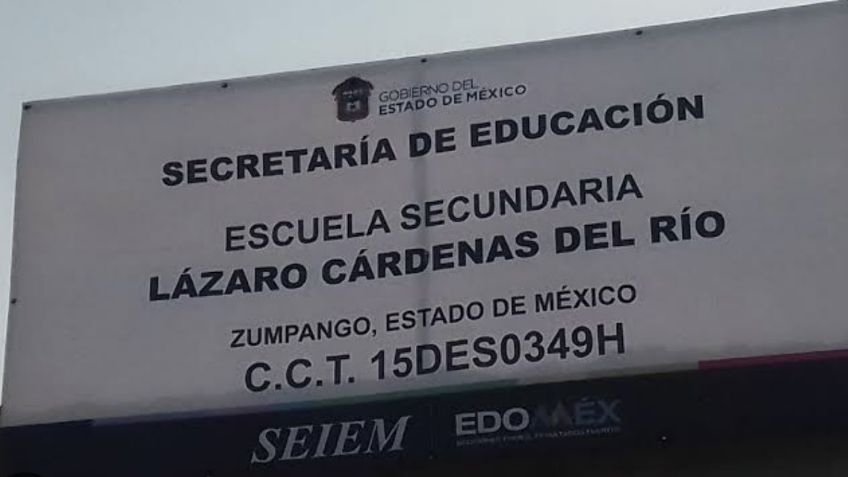 GOBIERNO DEL
ESTADO DE MÉXICO
SECRETARÍA DE EDUCACIÓN
ESCUELA SECUNDARIA
LÁZARO CÁRDENAS DEL RÍO
ZUMPANGO, ESTADO DE MÉXICO
C.C.T. 15DES0349H
SEIEM
EDOMÉX